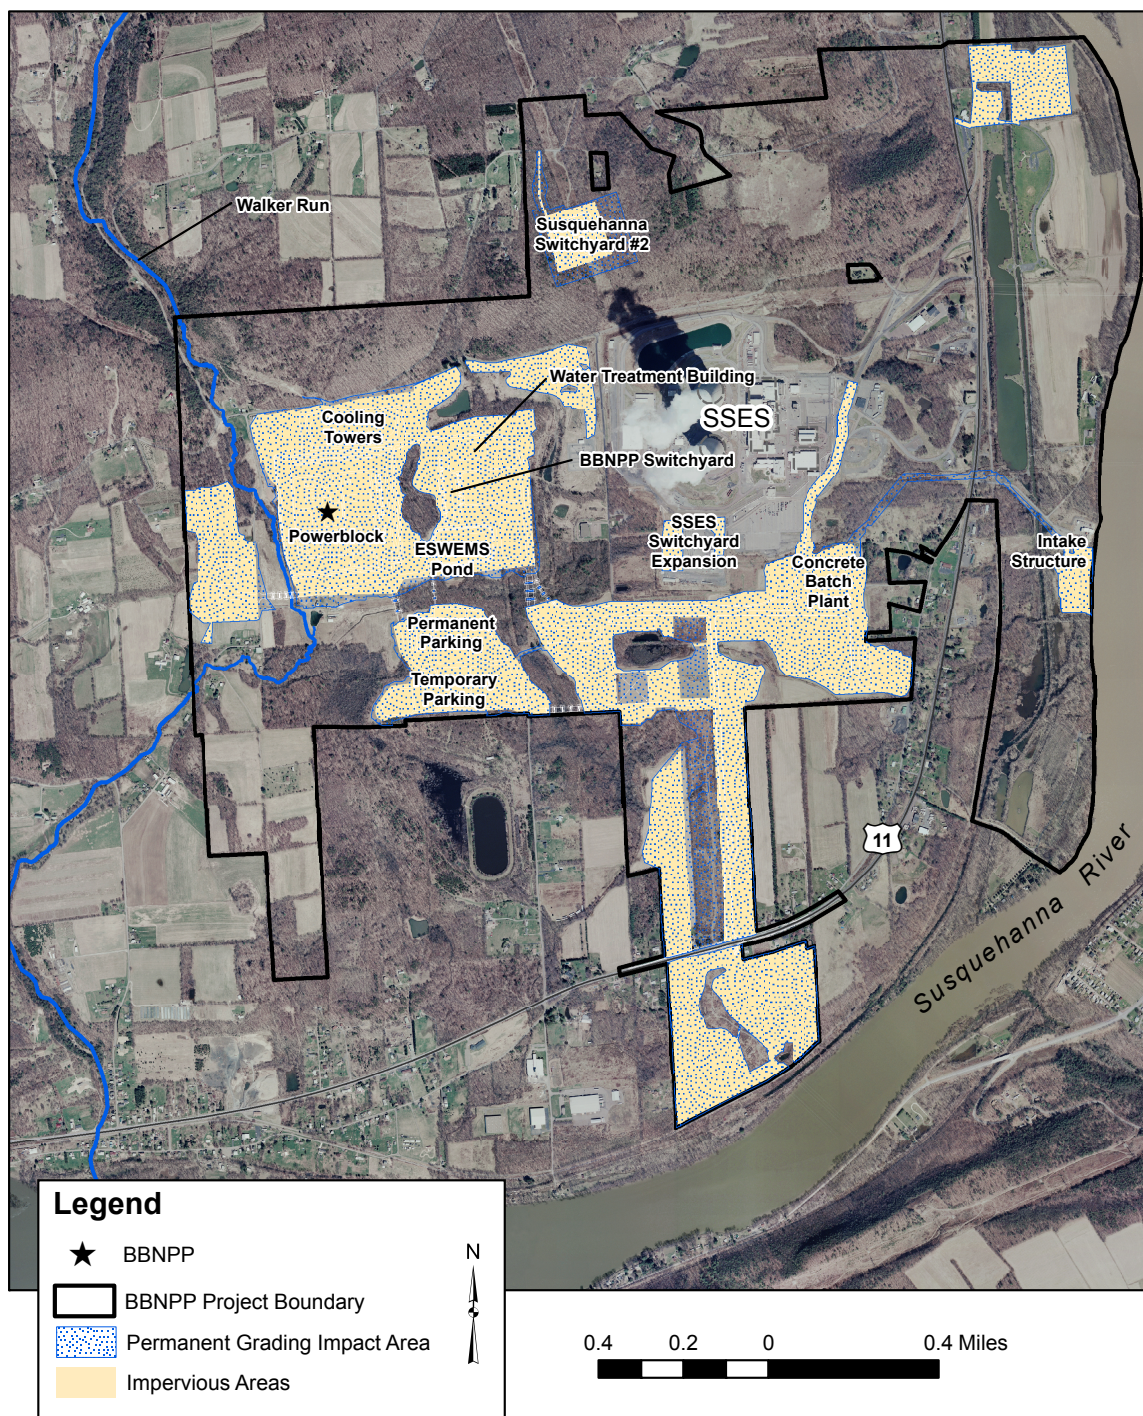 Walker Run
Susquehanna
Switchyard #2
Water Treatment Building
Cooling
Towers
SSES
BBNPP Switchyard
Powerblock
ESWEMS
Pond
SSES
Switchyard
Expansion
Concrete
Batch
Plant
Intake
Structure
Permanent
Parking
Temporary
Parking
11
Susquehanna River
Legend
BBNPP
BBNPP Project Boundary
Permanent Grading Impact Area
Impervious Areas
N
0.4 0.2 0 0.4 Miles